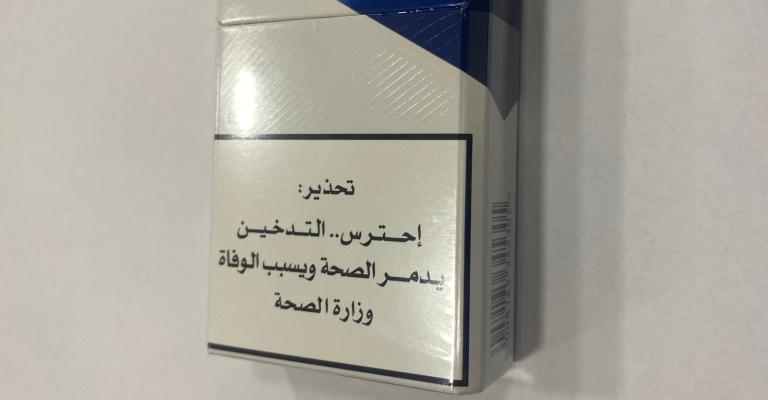 تحذير:
إحترس.. التدخين
يدمر الصحة ويسبب الوفاة
وزارة الصحة